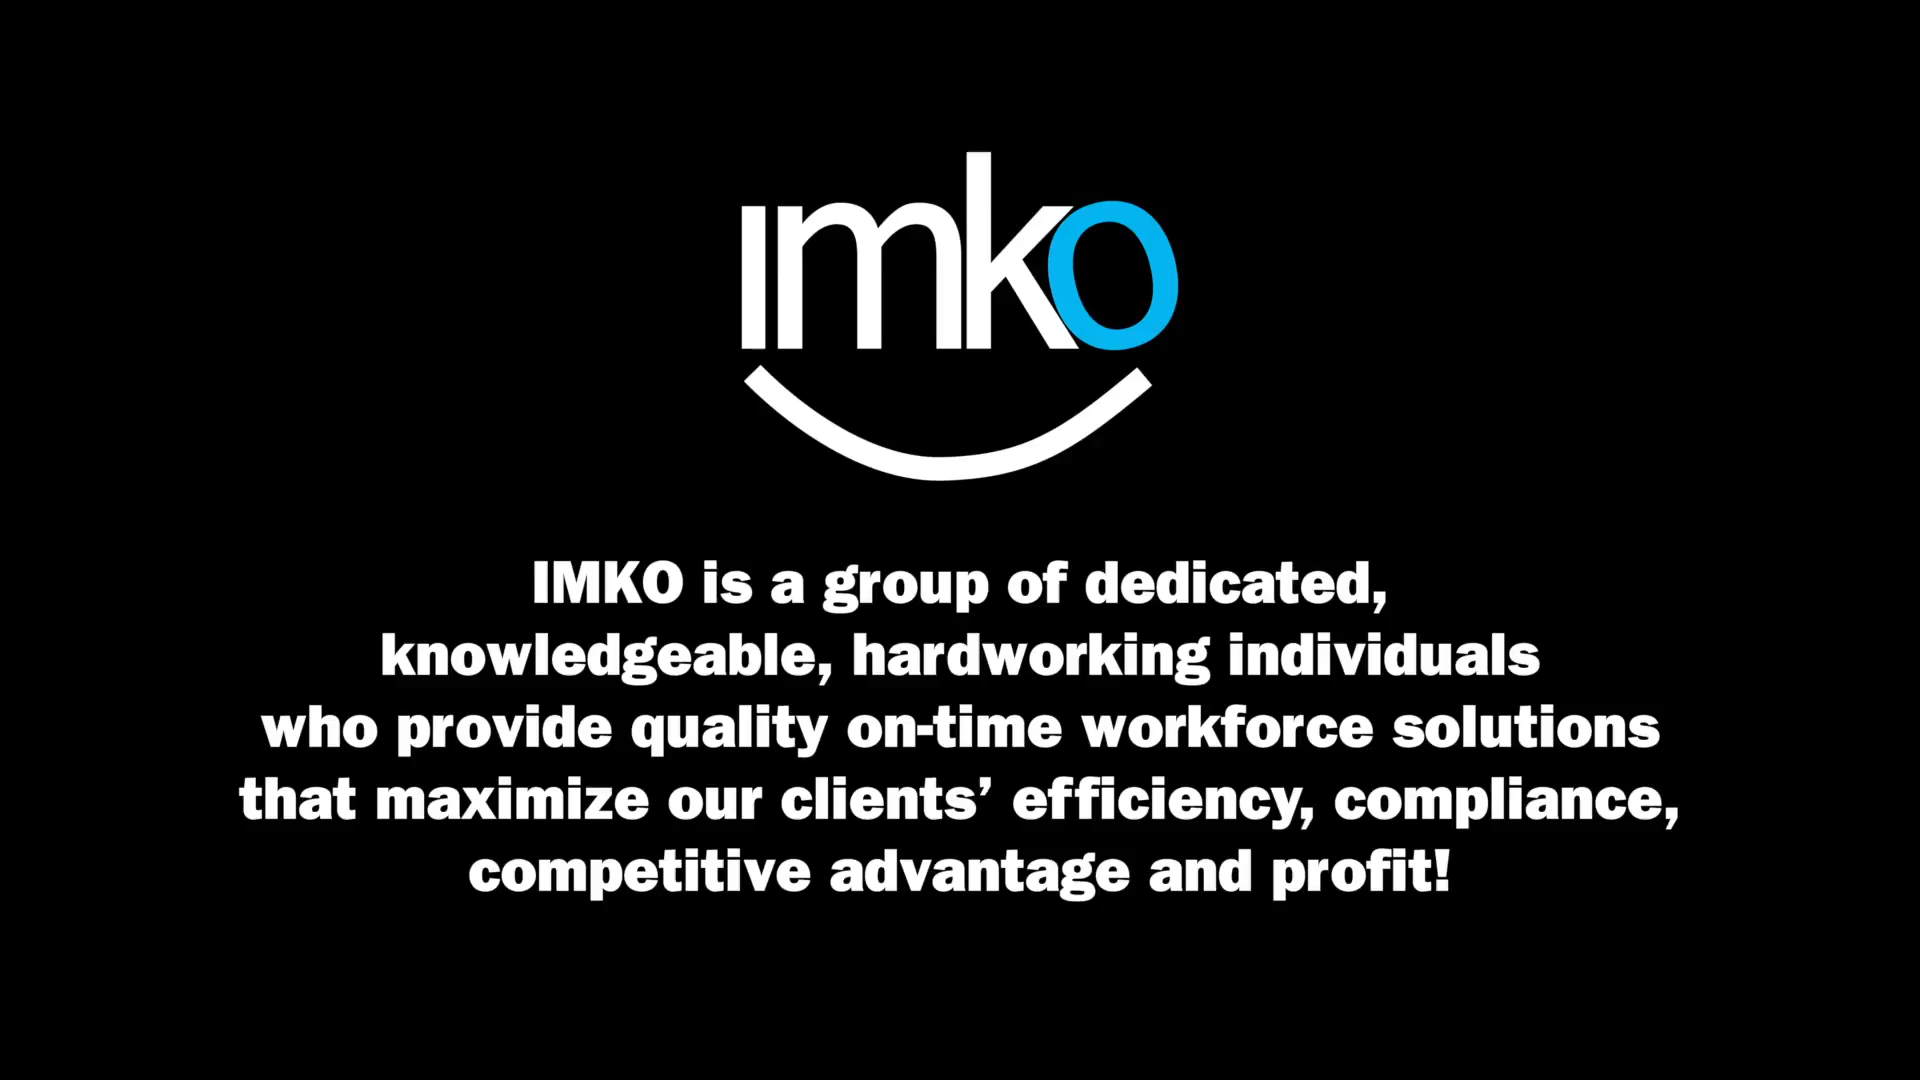 imko
IMKO is a group of dedicated,
knowledgeable, hardworking individuals
who provide quality on-time workforce solutions
that maximize our clients’ efficiency, compliance,
competitive advantage and profit!